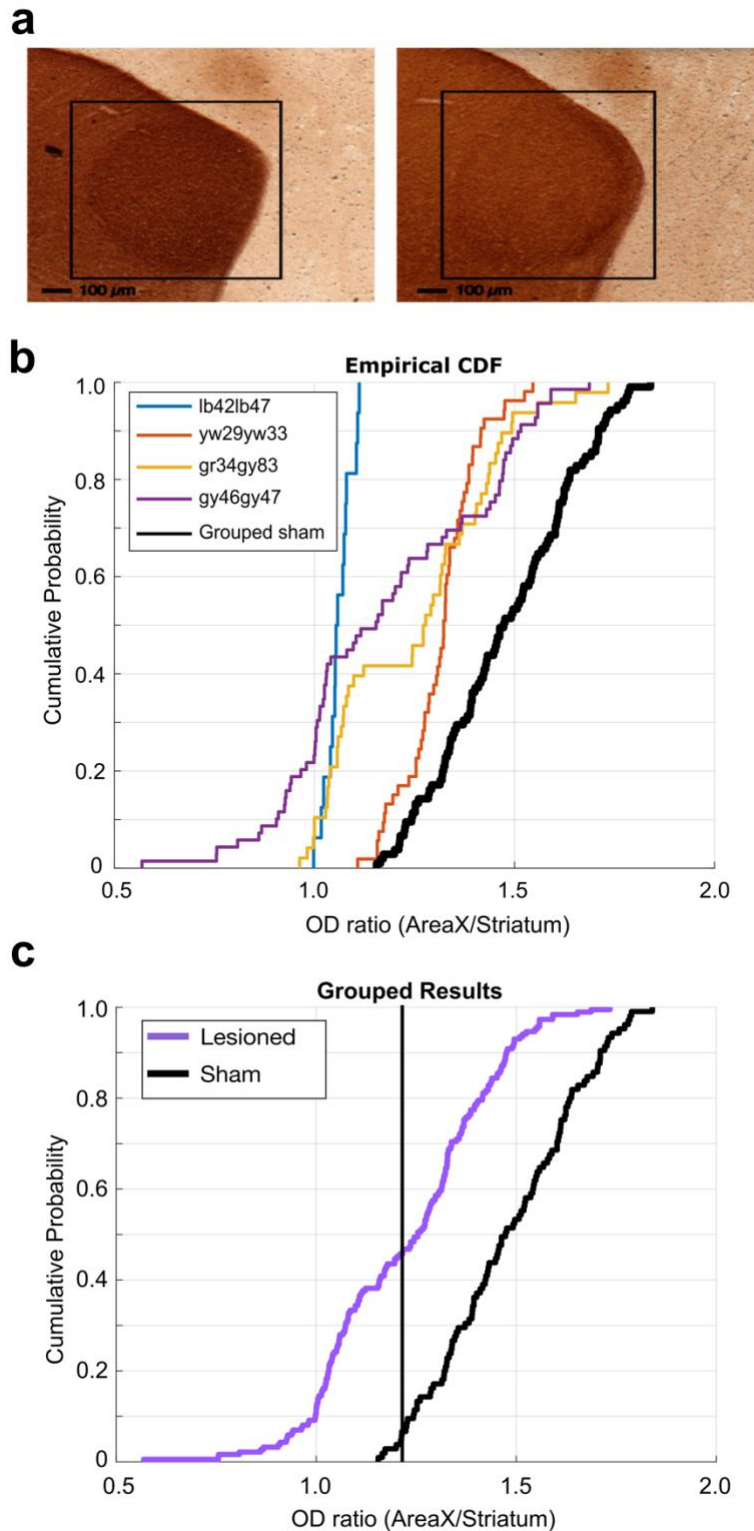 a
100 µm
100 µm
b
Empirical CDF
lb42lb47
yw29yw33
gr34gy83
gy46gy47
Grouped sham
1.0
0.8
0.6
0.4
0.2
0
Cumulative Probability
0.5 1.0 1.5 2.0
OD ratio (AreaX/Striatum)
c
Grouped Results
Lesioned
Sham
1.0
0.8
0.6
0.4
0.2
0
Cumulative Probability
0.5 1.0 1.5 2.0
OD ratio (AreaX/Striatum)